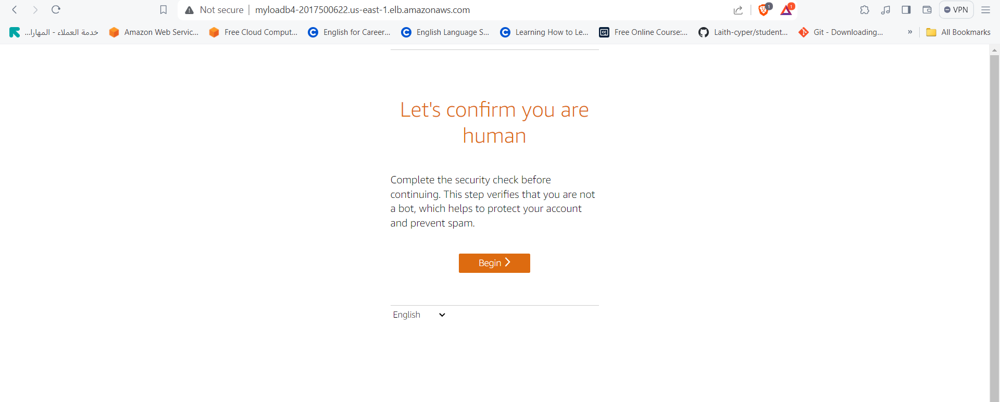 Not secure myloadb4-2017500622.us-east-1.elb.amazonaws.com 1 1 VPN
خدمة العملاء - المهارا... Amazon Web Servic... Free Cloud Comput... English for Career... English Language S... Learning How to Le... CC Free Online Course:... Laith-cyper/student... Git - Downloading... » All Bookmarks
Let's confirm you are
human
Complete the security check before
continuing. This step verifies that you are not
a bot, which helps to protect your account
and prevent spam.
Begin
English